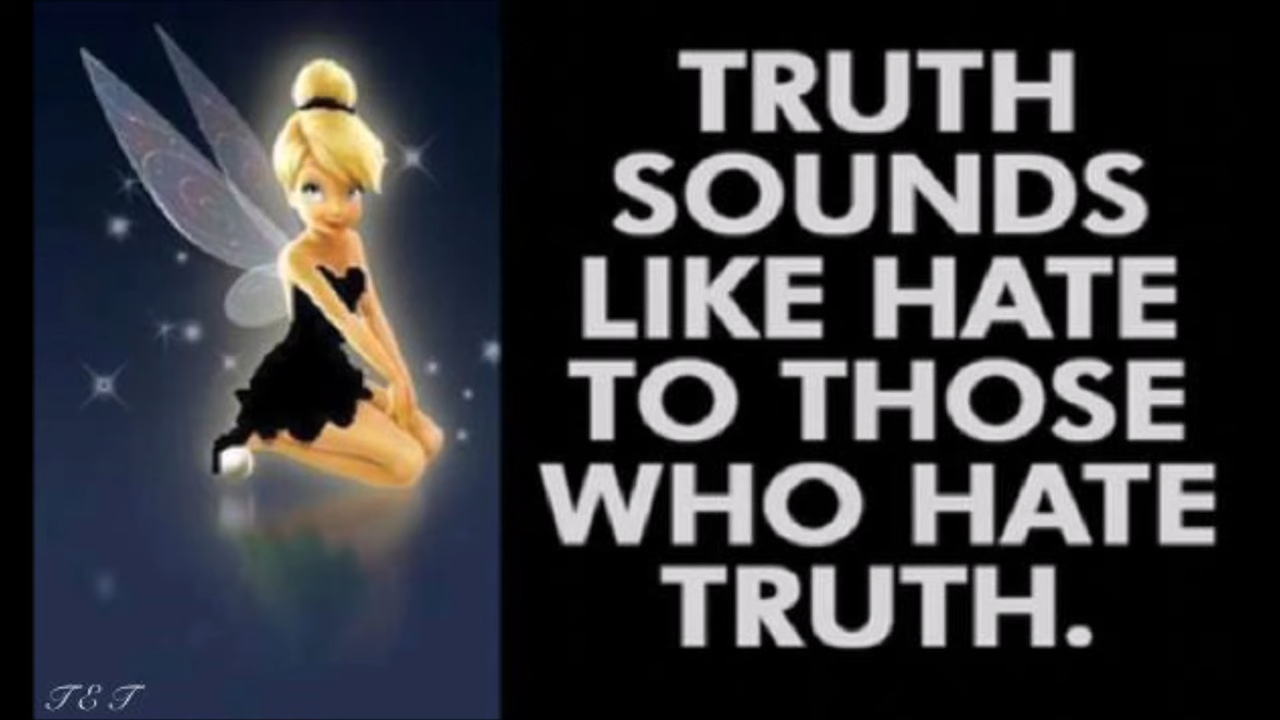 TRUTH
SOUNDS
LIKE HATE
TO THOSE
WHO HATE
TRUTH.
TET